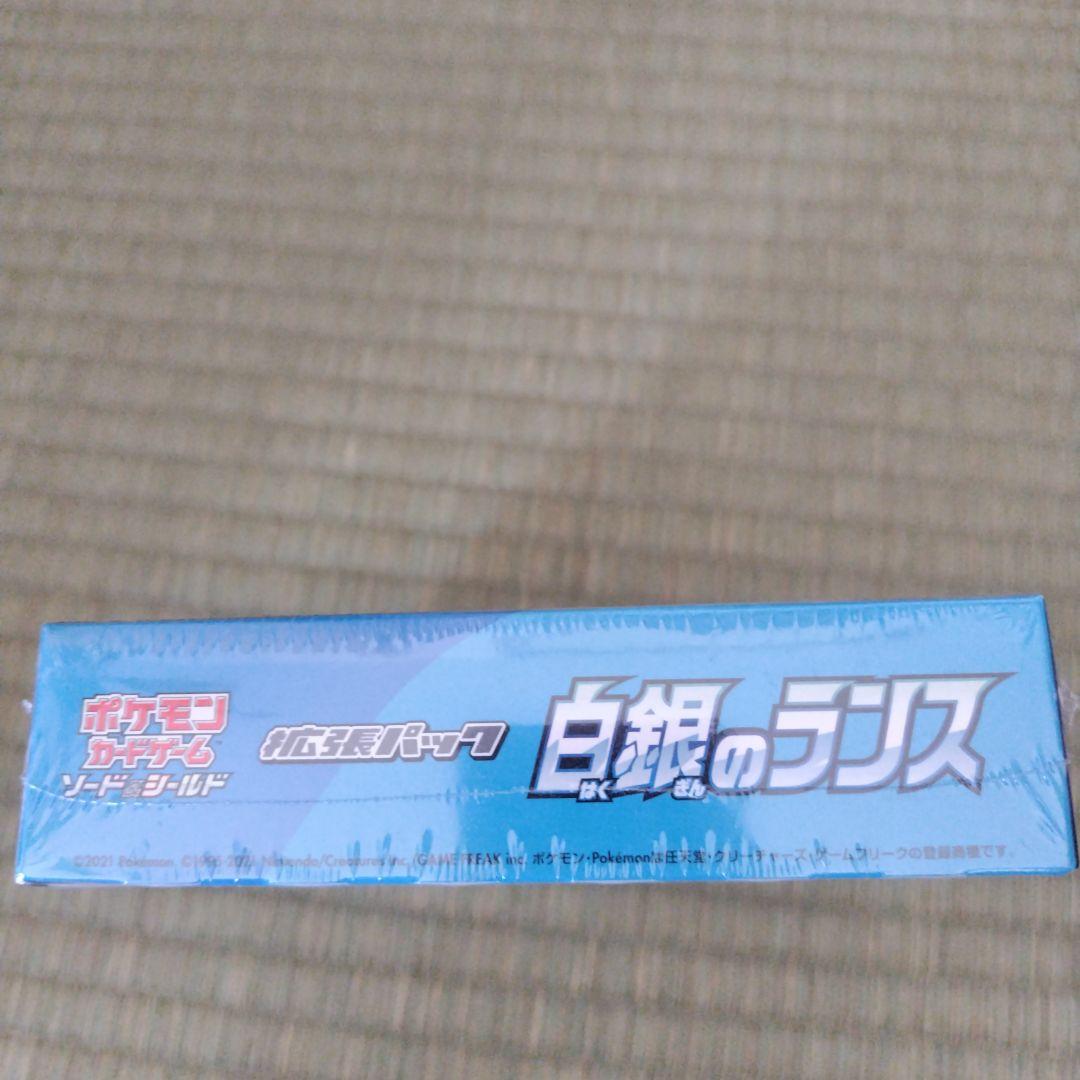 ポケモン
カードゲーム
ソード&シールド
拡張パック
白銀のランス
はく ぎん
©2021 Pokémon. ©1995-2021 Nintendo/Creatures Inc./GAME FREAK inc. ポケモン・Pokémonは任天堂・クリーチャーズ・ゲームフリークの登録商標です。